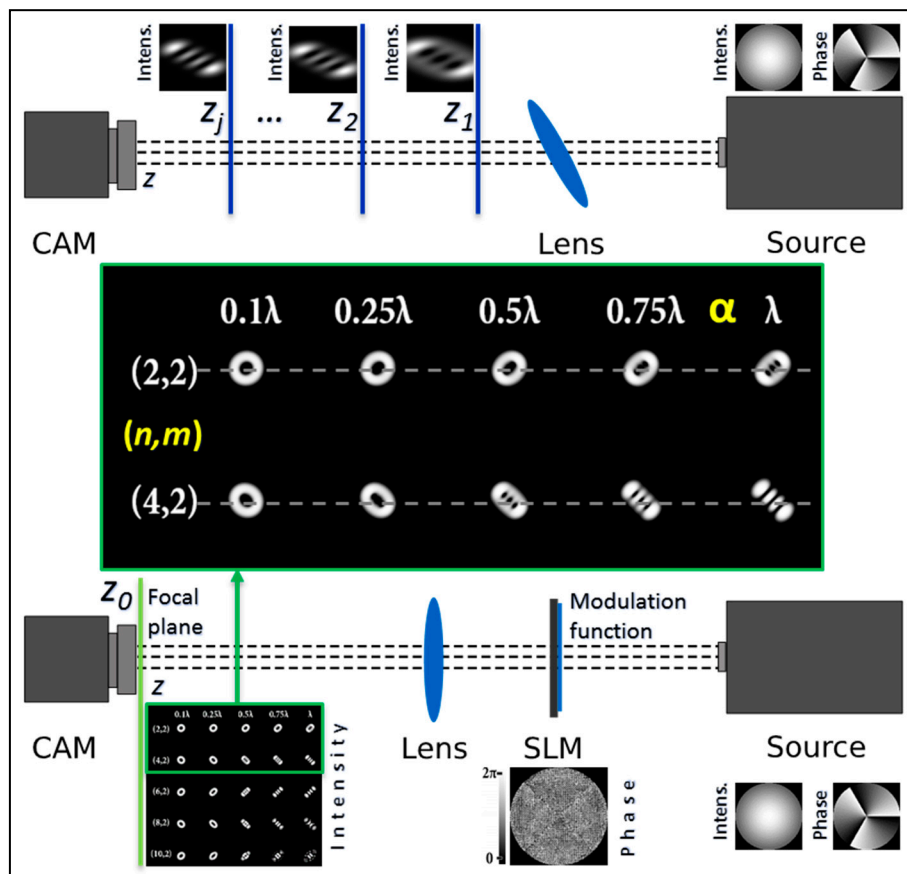 Intens.
Intens.
Intens.
Intens.
Phase
z_j ... z_2 z_1
z
CAM Lens Source
0.1λ 0.25λ 0.5λ 0.75λ α λ
(2,2)
(n,m)
(4,2)
z_0 Focal plane
Modulation function
z
CAM Lens SLM Source
0.1λ 0.25λ 0.5λ 0.75λ λ
(2,2)
(4,2)
(6,2)
(8,2)
(10,2)
Intensity
2π-
0
Phase
Intens.
Phase